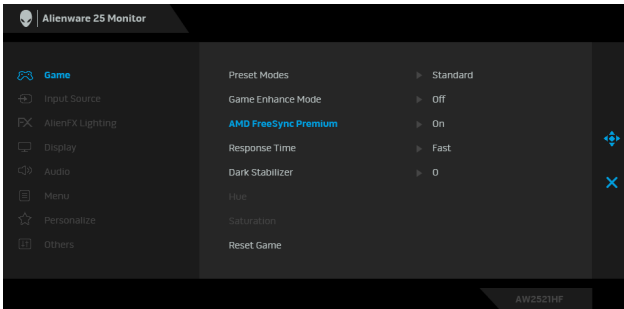 Alienware 25 Monitor
Game
Preset Modes
Standard
Input Source
Game Enhance Mode
Off
FX AlienFX Lighting
AMD FreeSync Premium
On
Display
Response Time
Fast
Audio
Dark Stabilizer
0
Menu
Hue
Personalize
Saturation
Others
Reset Game
AW2521HF